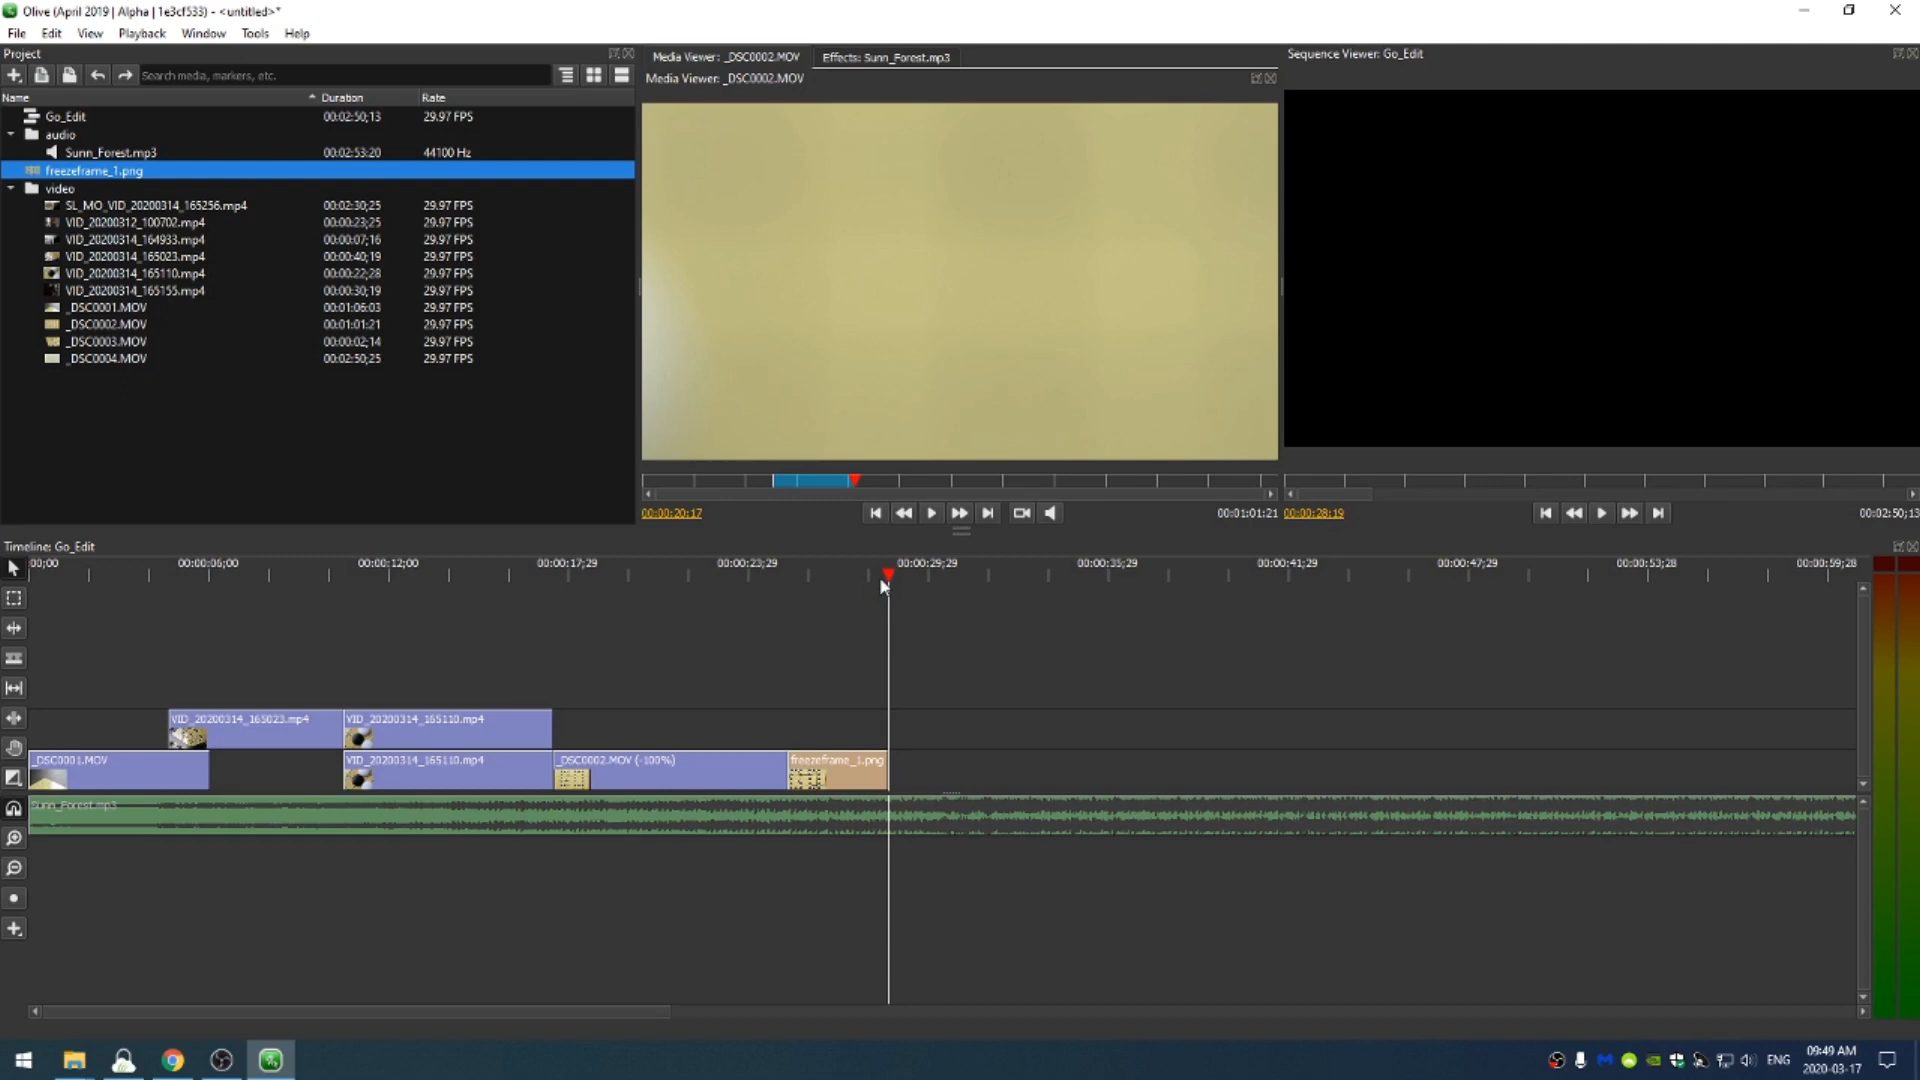 Olive (April 2019 | Alpha | 1e3cf533) - <untitled>*
File Edit View Playback Window Tools Help
Project
Search media, markers, etc.
Name Duration Rate
Go_Edit 00:02:50;13 29.97 FPS
audio
Sunn_Forest.mp3 00:02:53:20 44100 Hz
freezeframe_1.png
video
SL_MO_VID_20200314_165256.mp4 00:02:30;25 29.97 FPS
VID_20200312_100702.mp4 00:00:23;25 29.97 FPS
VID_20200314_164933.mp4 00:00:07;16 29.97 FPS
VID_20200314_165023.mp4 00:00:40;19 29.97 FPS
VID_20200314_165110.mp4 00:00:22;28 29.97 FPS
VID_20200314_165155.mp4 00:00:30;19 29.97 FPS
_DSC0001.MOV 00:01:06;03 29.97 FPS
_DSC0002.MOV 00:01:01;21 29.97 FPS
_DSC0003.MOV 00:00:02;14 29.97 FPS
_DSC0004.MOV 00:02:50;25 29.97 FPS
Media Viewer: _DSC0002.MOV Effects: Sunn_Forest.mp3
Media Viewer: _DSC0002.MOV
00:00:20;17 00:01:01;21
Sequence Viewer: Go_Edit
00:00:28;19 00:02:50;13
Timeline: Go_Edit
00;00 00:00:06;00 00:00:12;00 00:00:17;29 00:00:23;29 00:00:29;29 00:00:35;29 00:00:41;29 00:00:47;29 00:00:53;28 00:00:59;28
VID_20200314_165023.mp4 VID_20200314_165110.mp4
_DSC0001.MOV VID_20200314_165110.mp4 _DSC0002.MOV (-100%) freezeframe_1.png
Sunn_Forest.mp3
ENG 09:49 AM
2020-03-17